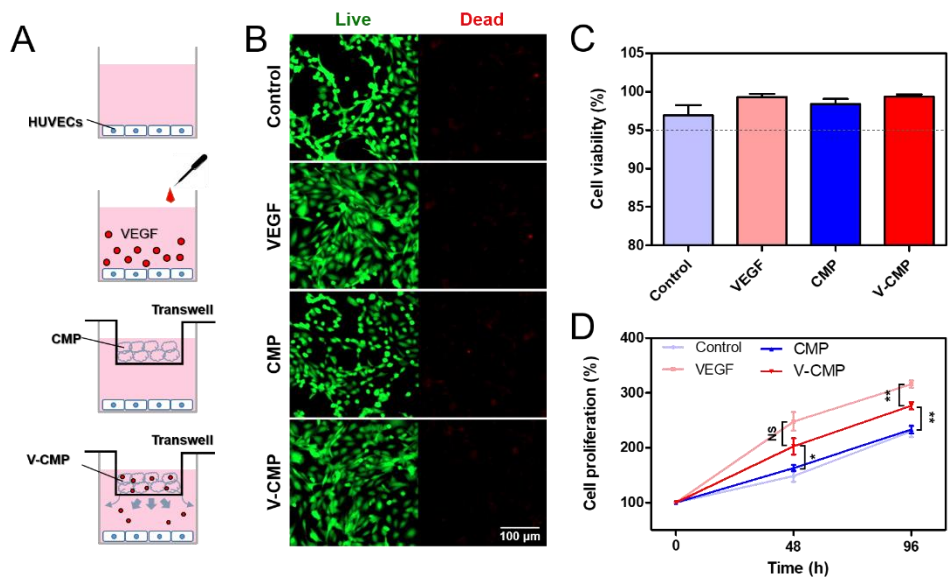 A
HUVECs
VEGF
Transwell
CMP
Transwell
V-CMP
B
Live
Dead
Control
VEGF
CMP
V-CMP
100 μm
C
Cell viability (%)
105
100
95
90
85
80
Control
VEGF
CMP
V-CMP
D
Cell proliferation (%)
400
300
200
100
Control
CMP
VEGF
V-CMP
NS
*
**
**
0
48
96
Time (h)